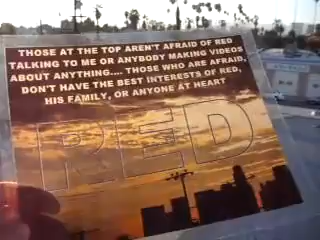 THOSE AT THE TOP AREN'T AFRAID OF RED
TALKING TO ME OR ANYBODY MAKING VIDEOS
ABOUT ANYTHING.... THOSE WHO ARE AFRAID,
DON'T HAVE THE BEST INTERESTS OF RED,
HIS FAMILY, OR ANYONE AT HEART
RED